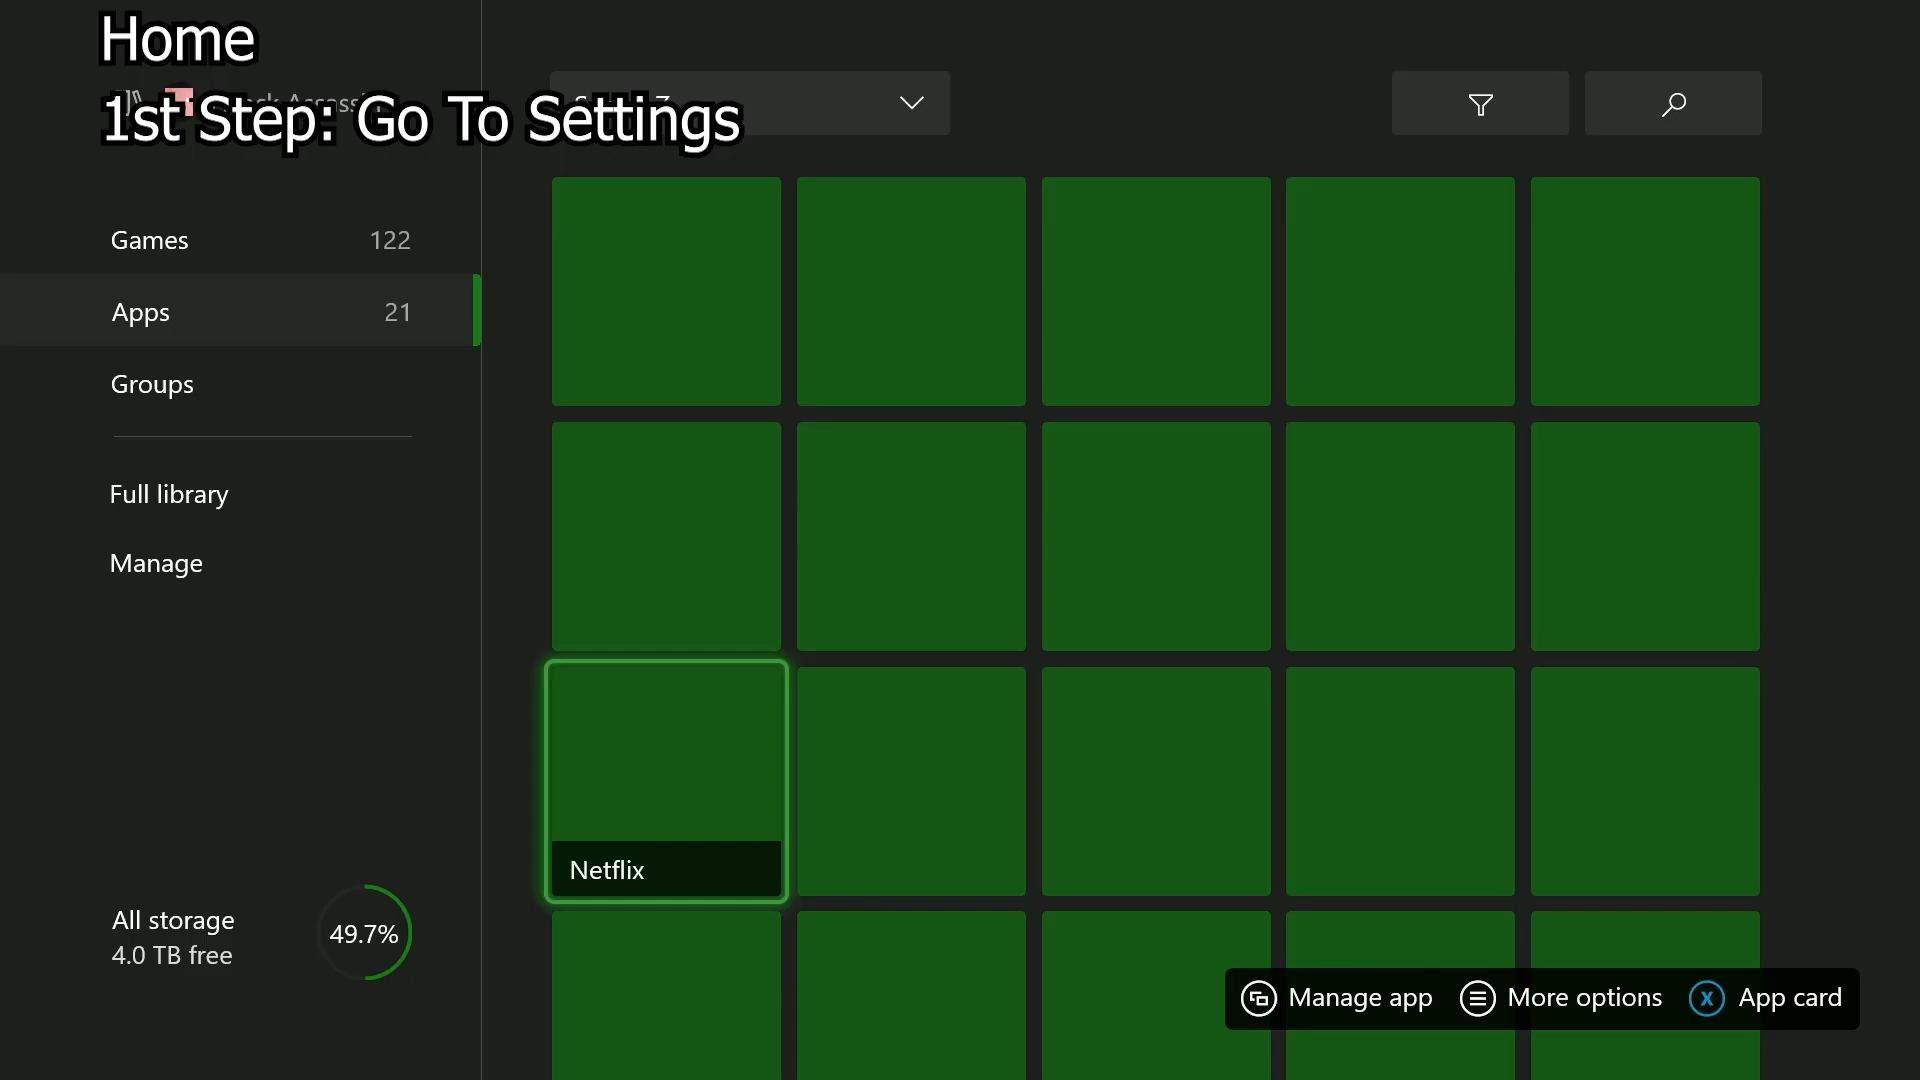 Home
1st Step: Go To Settings
Games 122
Apps 21
Groups
Full library
Manage
Netflix
All storage
4.0 TB free
49.7%
Manage app
More options
X App card